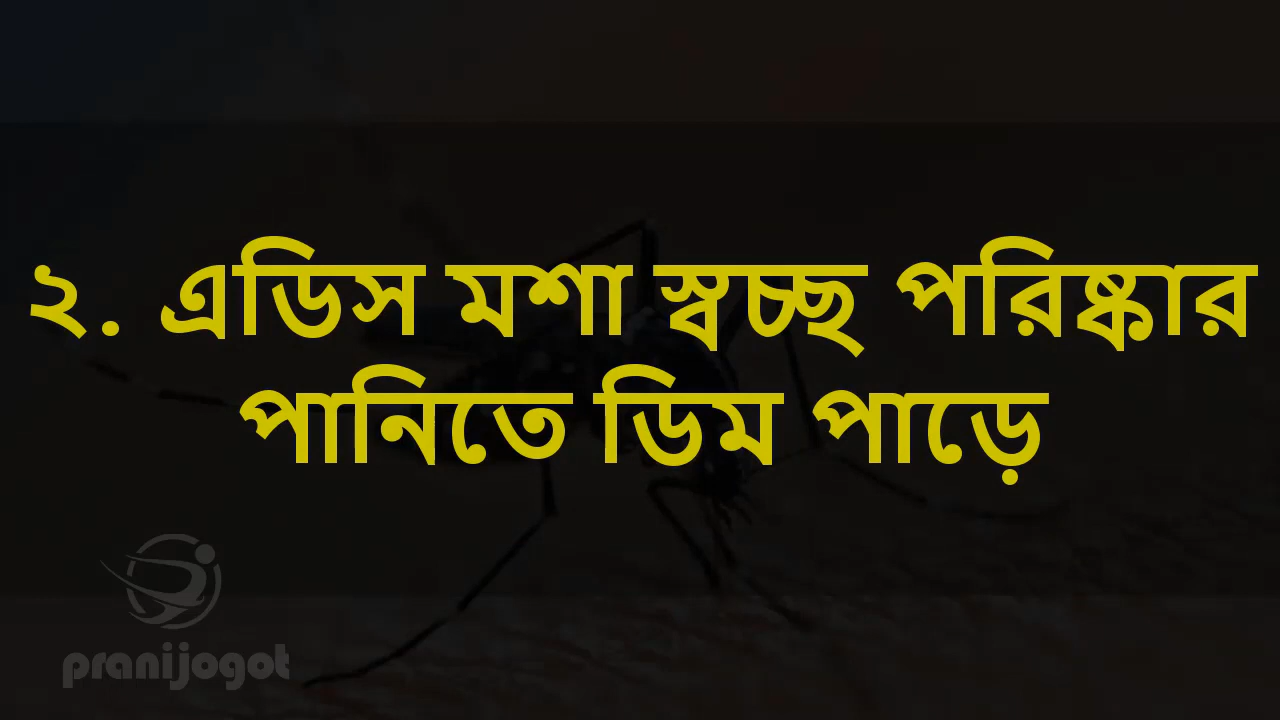 ২. এডিস মশা স্বচ্ছ পরিষ্কার
পানিতে ডিম পাড়ে
pranijogot